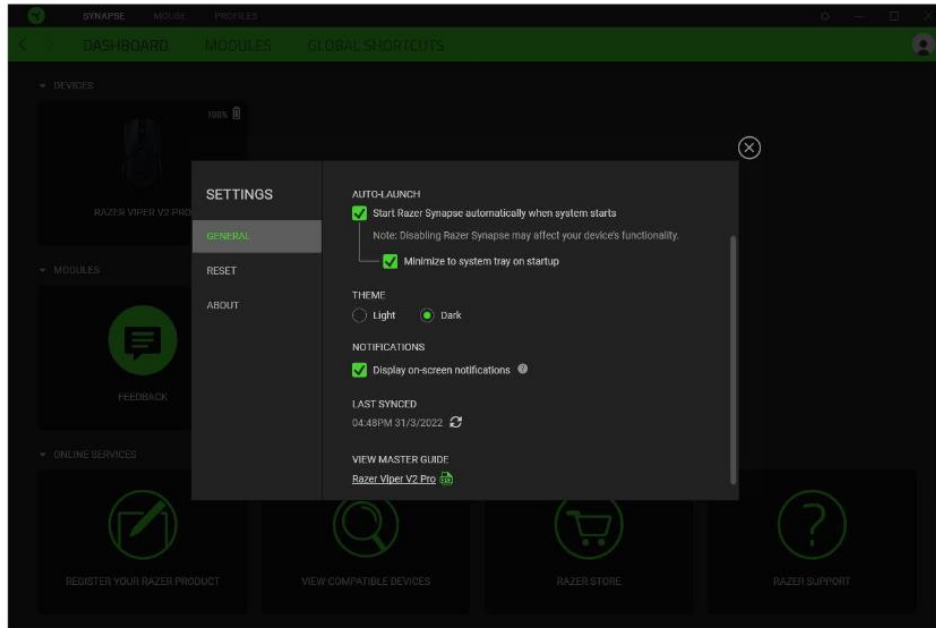 SYNAPSE MOUSE PROFILES
DASHBOARD MODULES GLOBAL SHORTCUTS
DEVICES
100%
RAZER VIPER V2 PRO
MODULES
FEEDBACK
ONLINE SERVICES
REGISTER YOUR RAZER PRODUCT
VIEW COMPATIBLE DEVICES
RAZER STORE
RAZER SUPPORT
SETTINGS
GENERAL
RESET
ABOUT
AUTO-LAUNCH
Start Razer Synapse automatically when system starts
Note: Disabling Razer Synapse may affect your device's functionality.
Minimize to system tray on startup
THEME
Light Dark
NOTIFICATIONS
Display on-screen notifications
LAST SYNCED
04:48PM 31/3/2022
VIEW MASTER GUIDE
Razer Viper V2 Pro